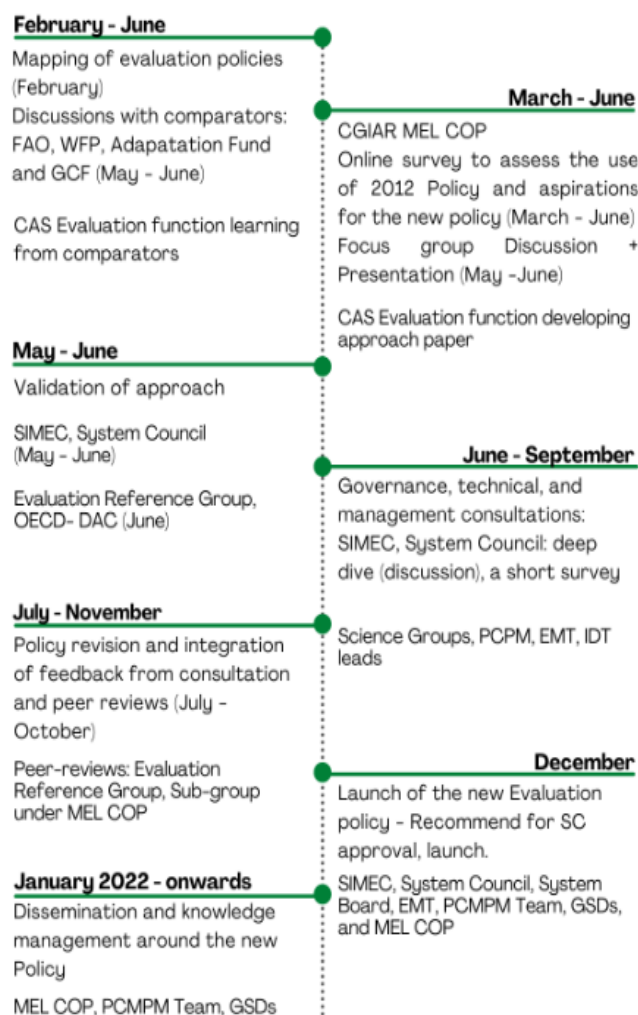 February - June
Mapping of evaluation policies
(February)
Discussions with comparators:
FAO, WFP, Adapatation Fund
and GCF (May - June)
CAS Evaluation function learning
from comparators
March - June
CGIAR MEL COP
Online survey to assess the use
of 2012 Policy and aspirations
for the new policy (March - June)
Focus group Discussion +
Presentation (May -June)
CAS Evaluation function developing
approach paper
May - June
Validation of approach
SIMEC, System Council
(May - June)
Evaluation Reference Group,
OECD- DAC (June)
June - September
Governance, technical, and
management consultations:
SIMEC, System Council: deep
dive (discussion), a short survey
Science Groups, PCPM, EMT, IDT
leads
July - November
Policy revision and integration
of feedback from consultation
and peer reviews (July -
October)
Peer-reviews: Evaluation
Reference Group, Sub-group
under MEL COP
December
Launch of the new Evaluation
policy - Recommend for SC
approval, launch.
SIMEC, System Council, System
Board, EMT, PCMPM Team, GSDs,
and MEL COP
January 2022 - onwards
Dissemination and knowledge
management around the new
Policy
MEL COP, PCMPM Team, GSDs